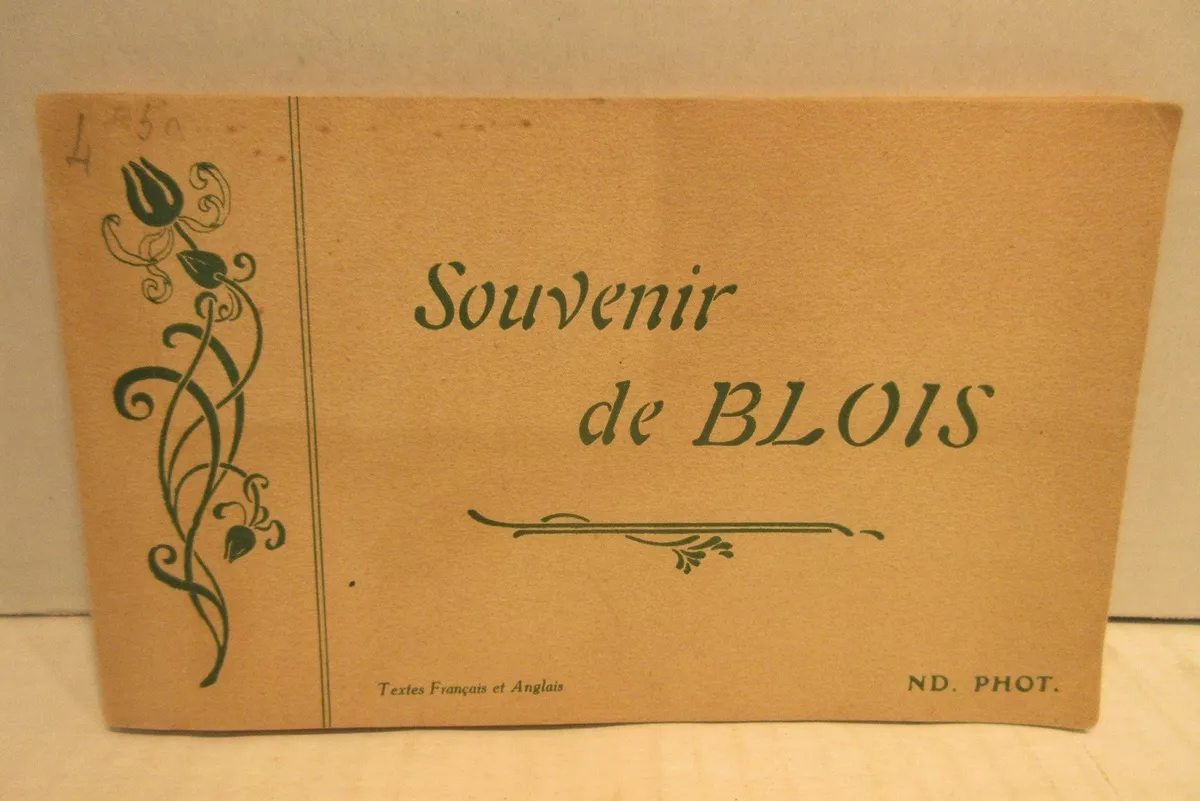 Souvenir
de BLOIS
Textes Français et Anglais
ND. PHOT.